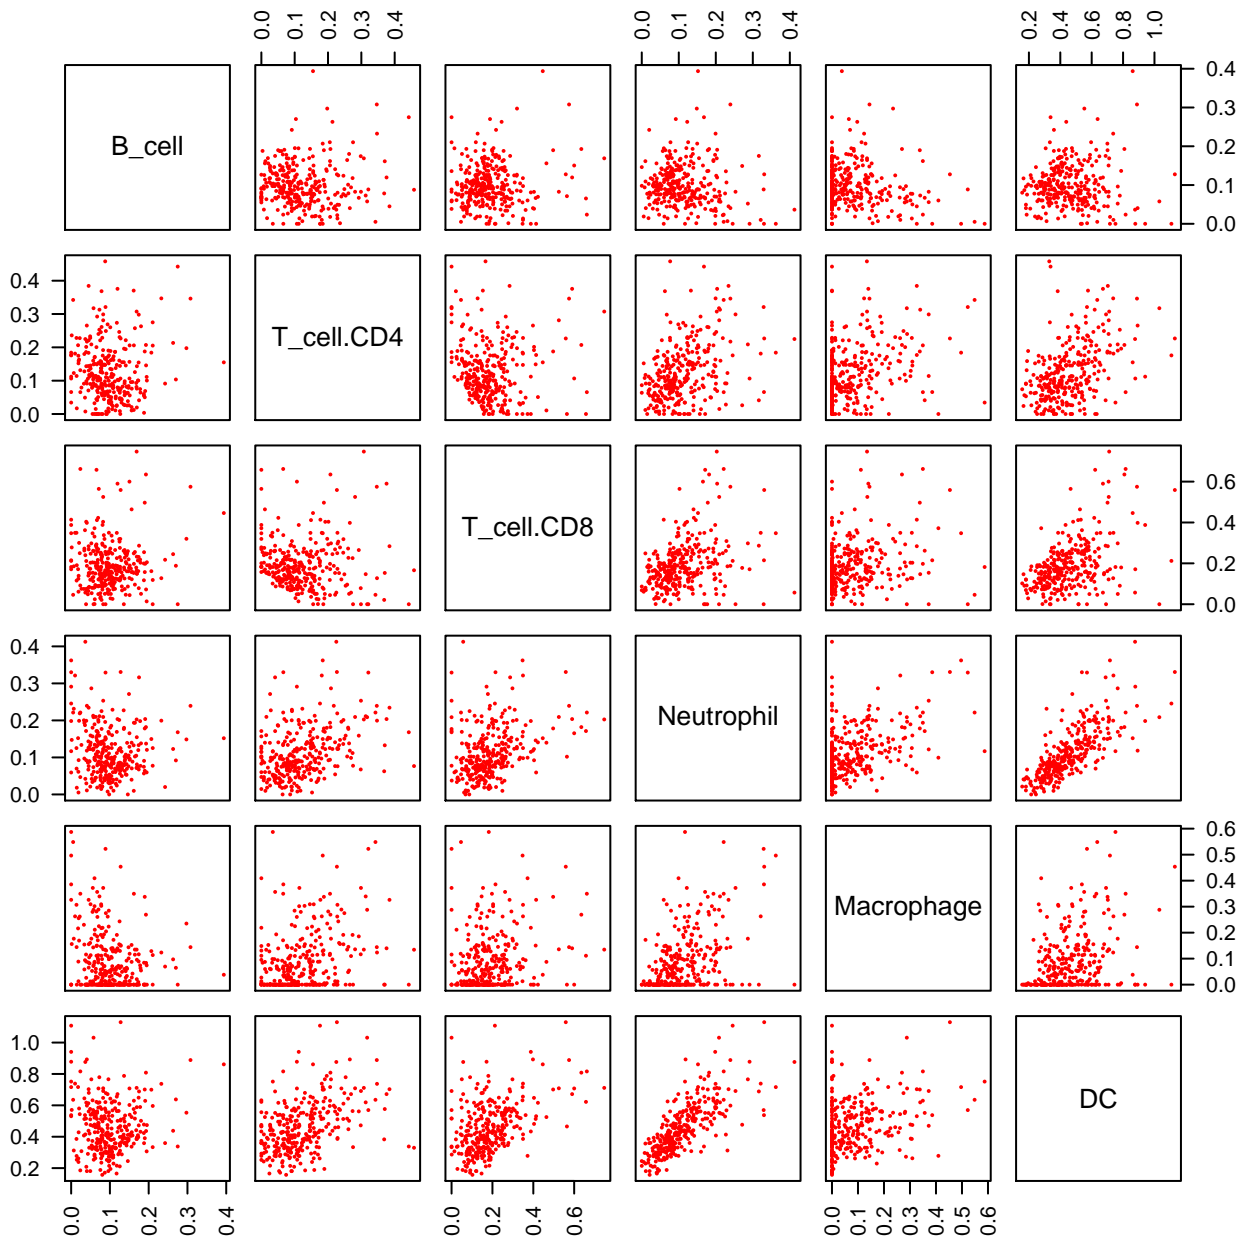 0.0 0.1 0.2 0.3 0.4 0.0 0.1 0.2 0.3 0.4 0.2 0.4 0.6 0.8 1.0
B_cell 0.4 0.3 0.2 0.1 0.0
0.4 0.3 0.2 0.1 0.0 T_cell.CD4
T_cell.CD8 0.6 0.4 0.2 0.0
0.4 0.3 0.2 0.1 0.0 Neutrophil
Macrophage 0.6 0.5 0.4 0.3 0.2 0.1 0.0
1.0 0.8 0.6 0.4 0.2 DC
0.0 0.1 0.2 0.3 0.4 0.0 0.2 0.4 0.6 0.0 0.1 0.2 0.3 0.4 0.5 0.6